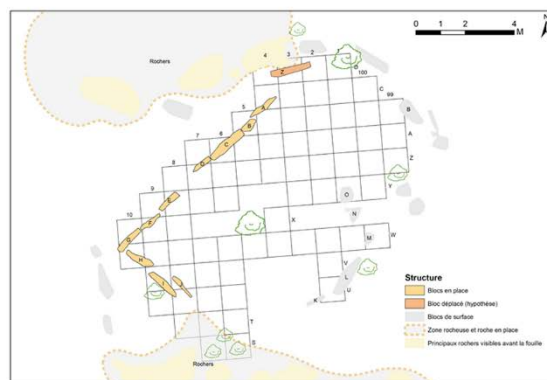 N
0 1 2 4
M
Rochers
4 3 2 1
Z
D
100
C
99
5
A
B
B
7 6
C
A
8
D
Z
9
E
Y
O
10
F
X
N
G
M
W
H
V
I
J
L
U
K
T
S
Rochers
Structure
Blocs en place
Bloc déplacé (hypothèse)
Blocs de surface
Zone rocheuse et roche en place
Principaux rochers visibles avant la fouille